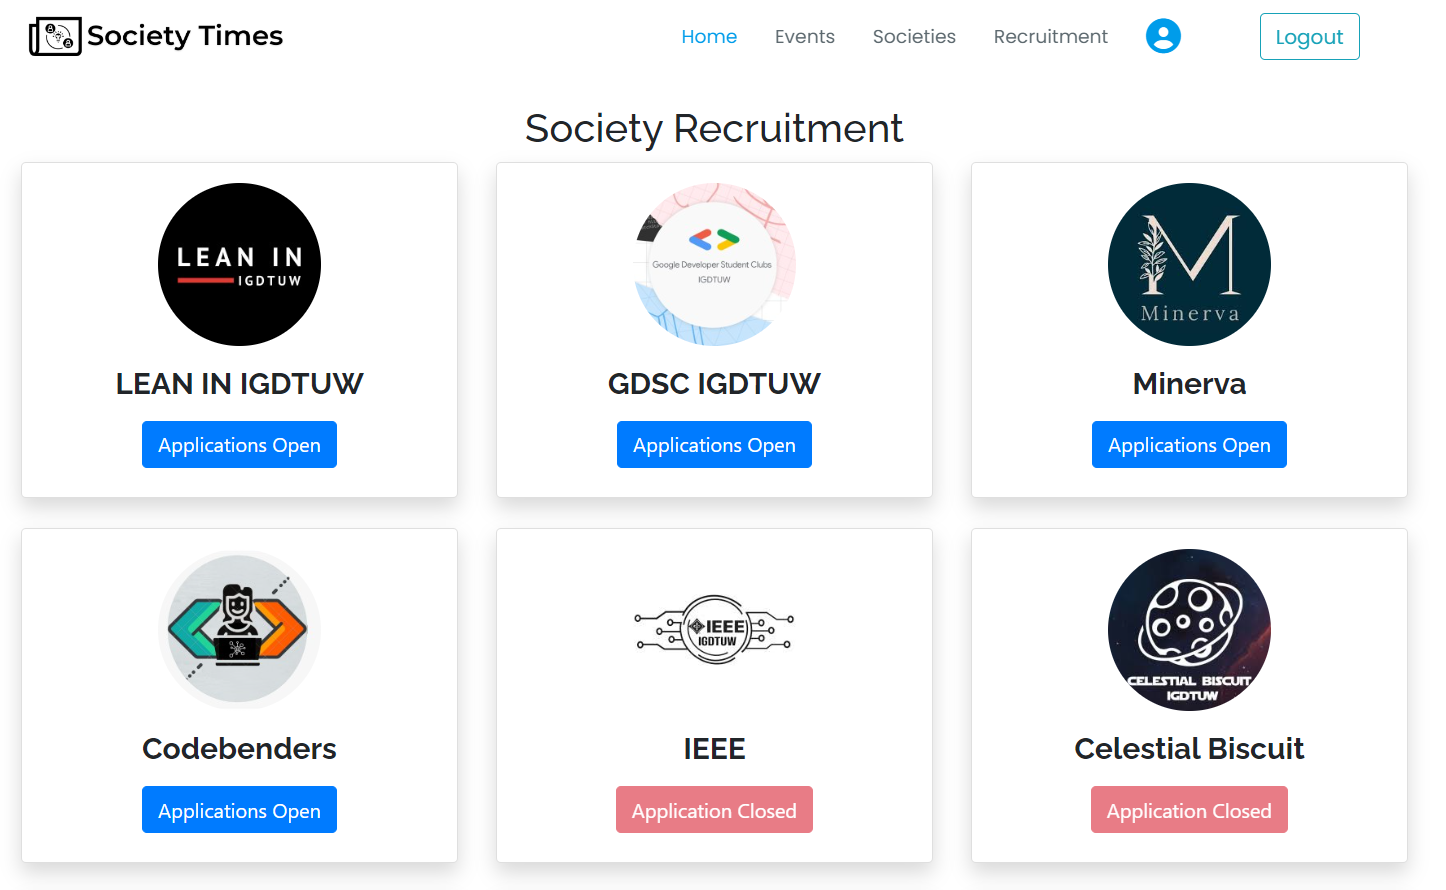 Society Times
Home Events Societies Recruitment Logout
Society Recruitment
LEAN IN
IGDTUW
LEAN IN IGDTUW
Applications Open
Google Developer Student Clubs
IGDTUW
GDSC IGDTUW
Applications Open
M
Minerva
Minerva
Applications Open
Codebenders
Applications Open
IEEE
IGDTUW
IEEE
Application Closed
CELESTIAL BISCUIT
IGDTUW
Celestial Biscuit
Application Closed